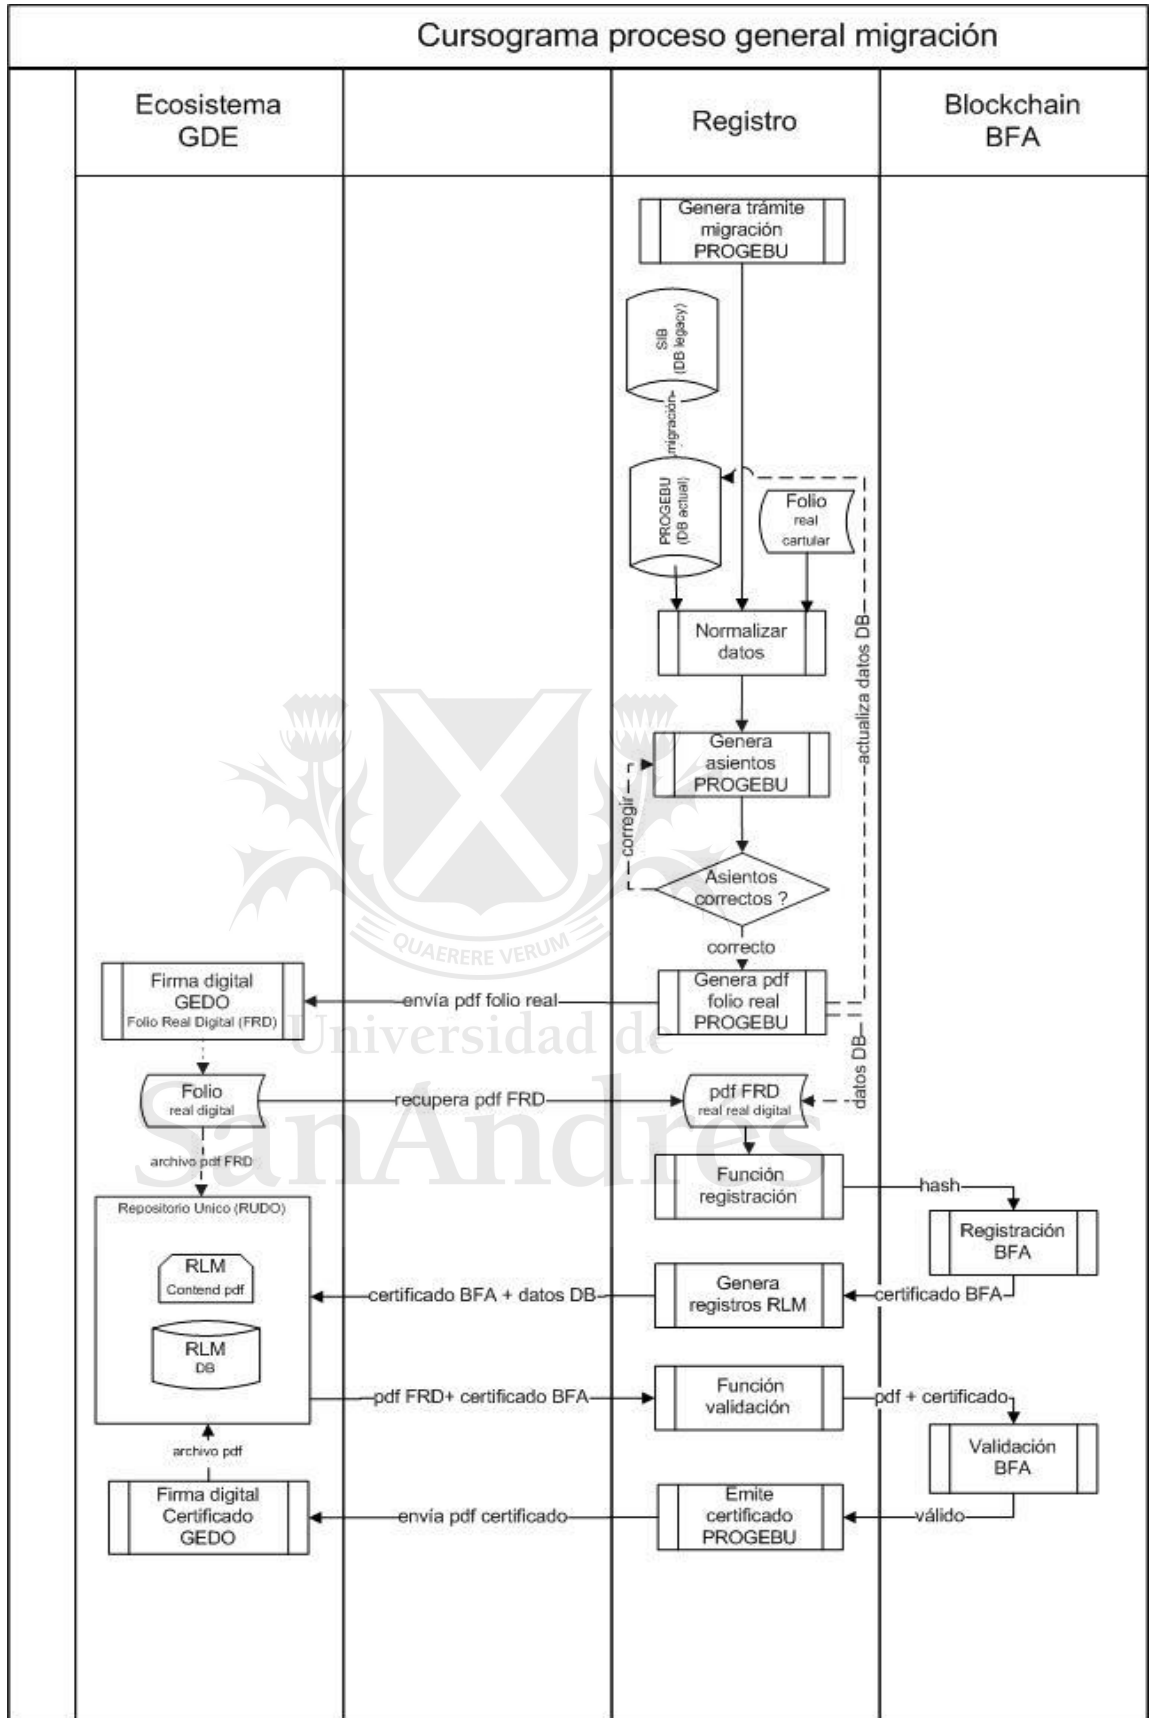 Cursograma proceso general migración
Ecosistema
GDE
Registro
Blockchain
BFA
Genera trámite
migración
PROGEBU
SIB
(DB legacy)
migración
PROGEBU
(DB actual)
Folio
real
cartular
Normalizar
datos
actualiza datos DB
Genera
asientos
PROGEBU
corregir
Asientos
correctos ?
QUAERERE VERUM
correcto
Firma digital
GEDO
Folio Real Digital (FRD)
envía pdf folio real
Genera pdf
folio real
PROGEBU
Universidad de
SanAndrés
datos DB
Folio
real digital
recupera pdf FRD
pdf FRD
real real digital
archivo pdf FRD
Función
registración
hash
Repositorio Unico (RUDO)
Registración
BFA
RLM
Contend pdf
certificado BFA + datos DB
Genera
registros RLM
certificado BFA
RLM
DB
pdf FRD+ certificado BFA
Función
validación
pdf + certificado
archivo pdf
Validación
BFA
Firma digital
Certificado
GEDO
envía pdf certificado
Emite
certificado
PROGEBU
válido